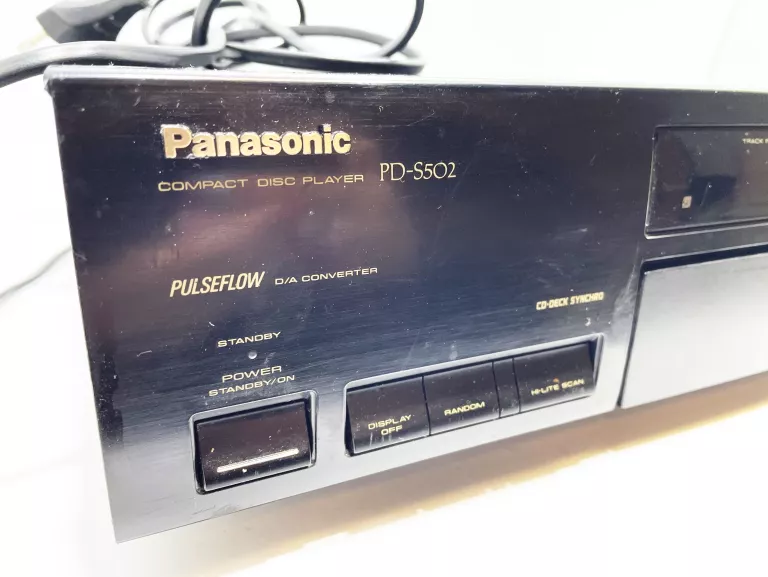 Panasonic
COMPACT DISC PLAYER PD-S502
TRACK
PULSEFLOW D/A CONVERTER
CD-DECK SYNCHRO
STANDBY
POWER
STANDBY/ON
DISPLAY
OFF
RANDOM
HI-LITE SCAN